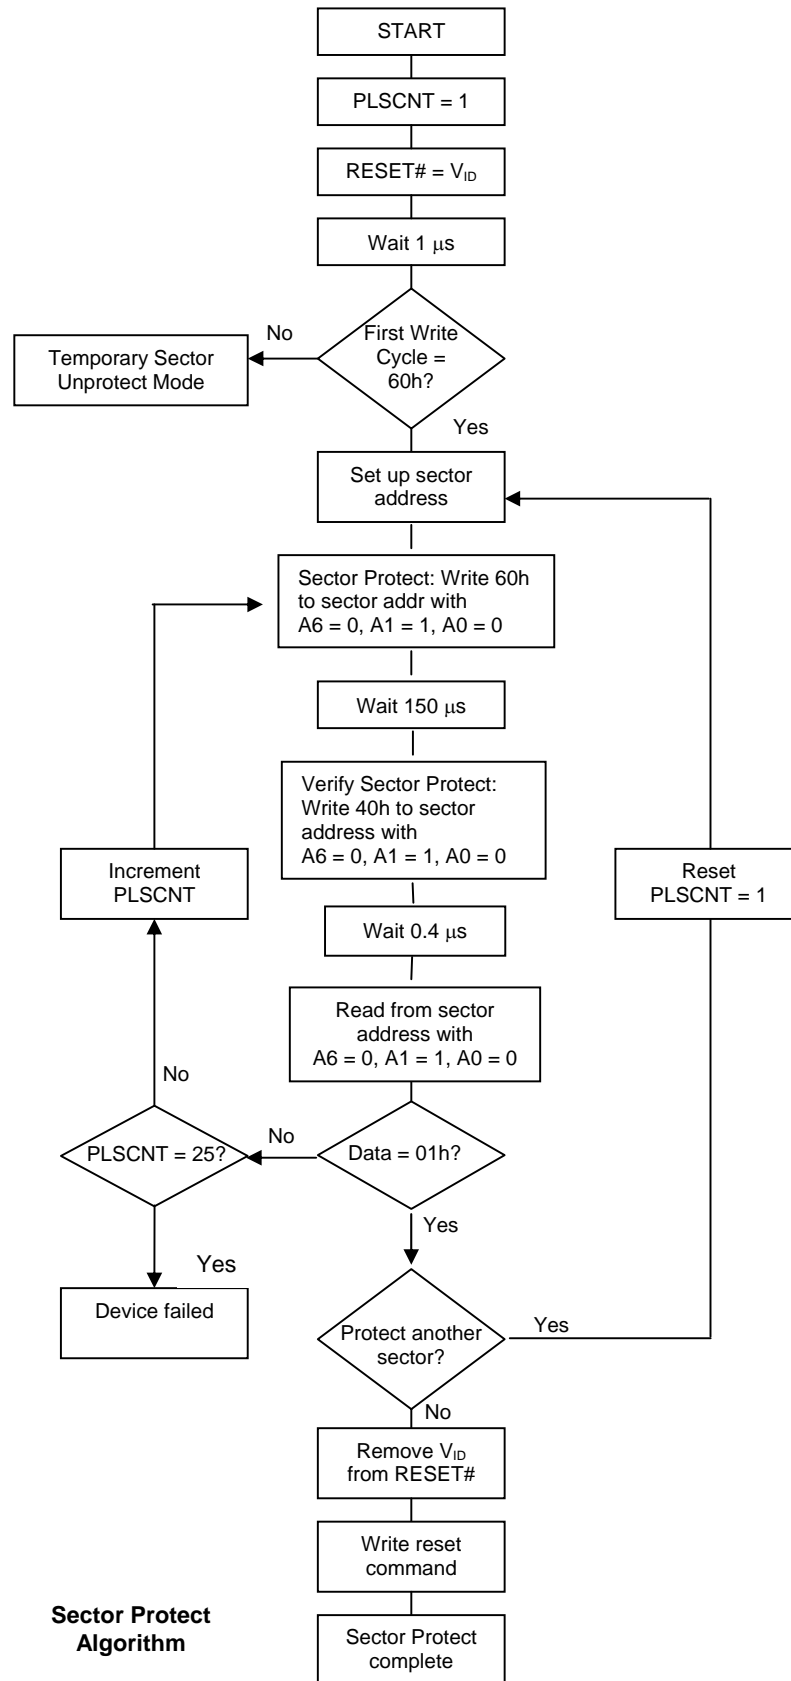 START
PLSCNT = 1
RESET# = VID
Wait 1 μs
First Write
Cycle =
60h?
No
Temporary Sector
Unprotect Mode
Yes
Set up sector
address
Sector Protect: Write 60h
to sector addr with
A6 = 0, A1 = 1, A0 = 0
Wait 150 μs
Verify Sector Protect:
Write 40h to sector
address with
A6 = 0, A1 = 1, A0 = 0
Increment
PLSCNT
Reset
PLSCNT = 1
Wait 0.4 μs
Read from sector
address with
A6 = 0, A1 = 1, A0 = 0
No
PLSCNT = 25?
No
Data = 01h?
Yes
Yes
Device failed
Protect another
sector?
Yes
No
Remove VID
from RESET#
Write reset
command
Sector Protect
Algorithm
Sector Protect
complete